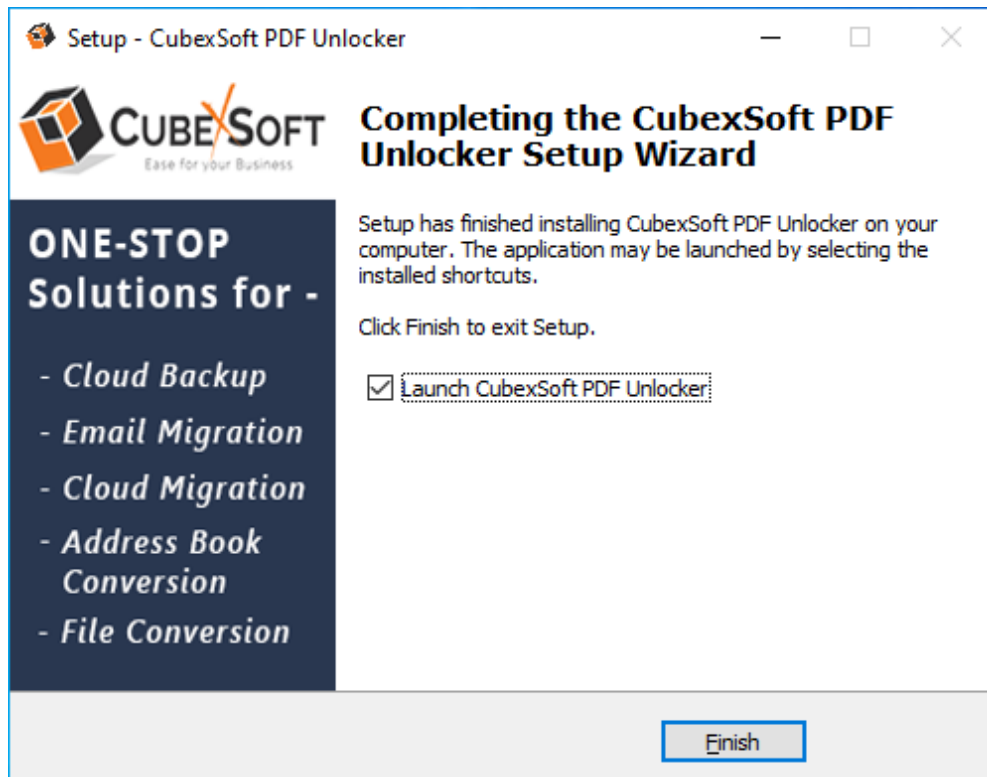 Setup - CubexSoft PDF Unlocker
CUBEXSOFT
Ease for your Business
Completing the CubexSoft PDF
Unlocker Setup Wizard
Setup has finished installing CubexSoft PDF Unlocker on your
computer. The application may be launched by selecting the
installed shortcuts.
Click Finish to exit Setup.
Launch CubexSoft PDF Unlocker
ONE-STOP
Solutions for -
- Cloud Backup
- Email Migration
- Cloud Migration
- Address Book
Conversion
- File Conversion
Finish